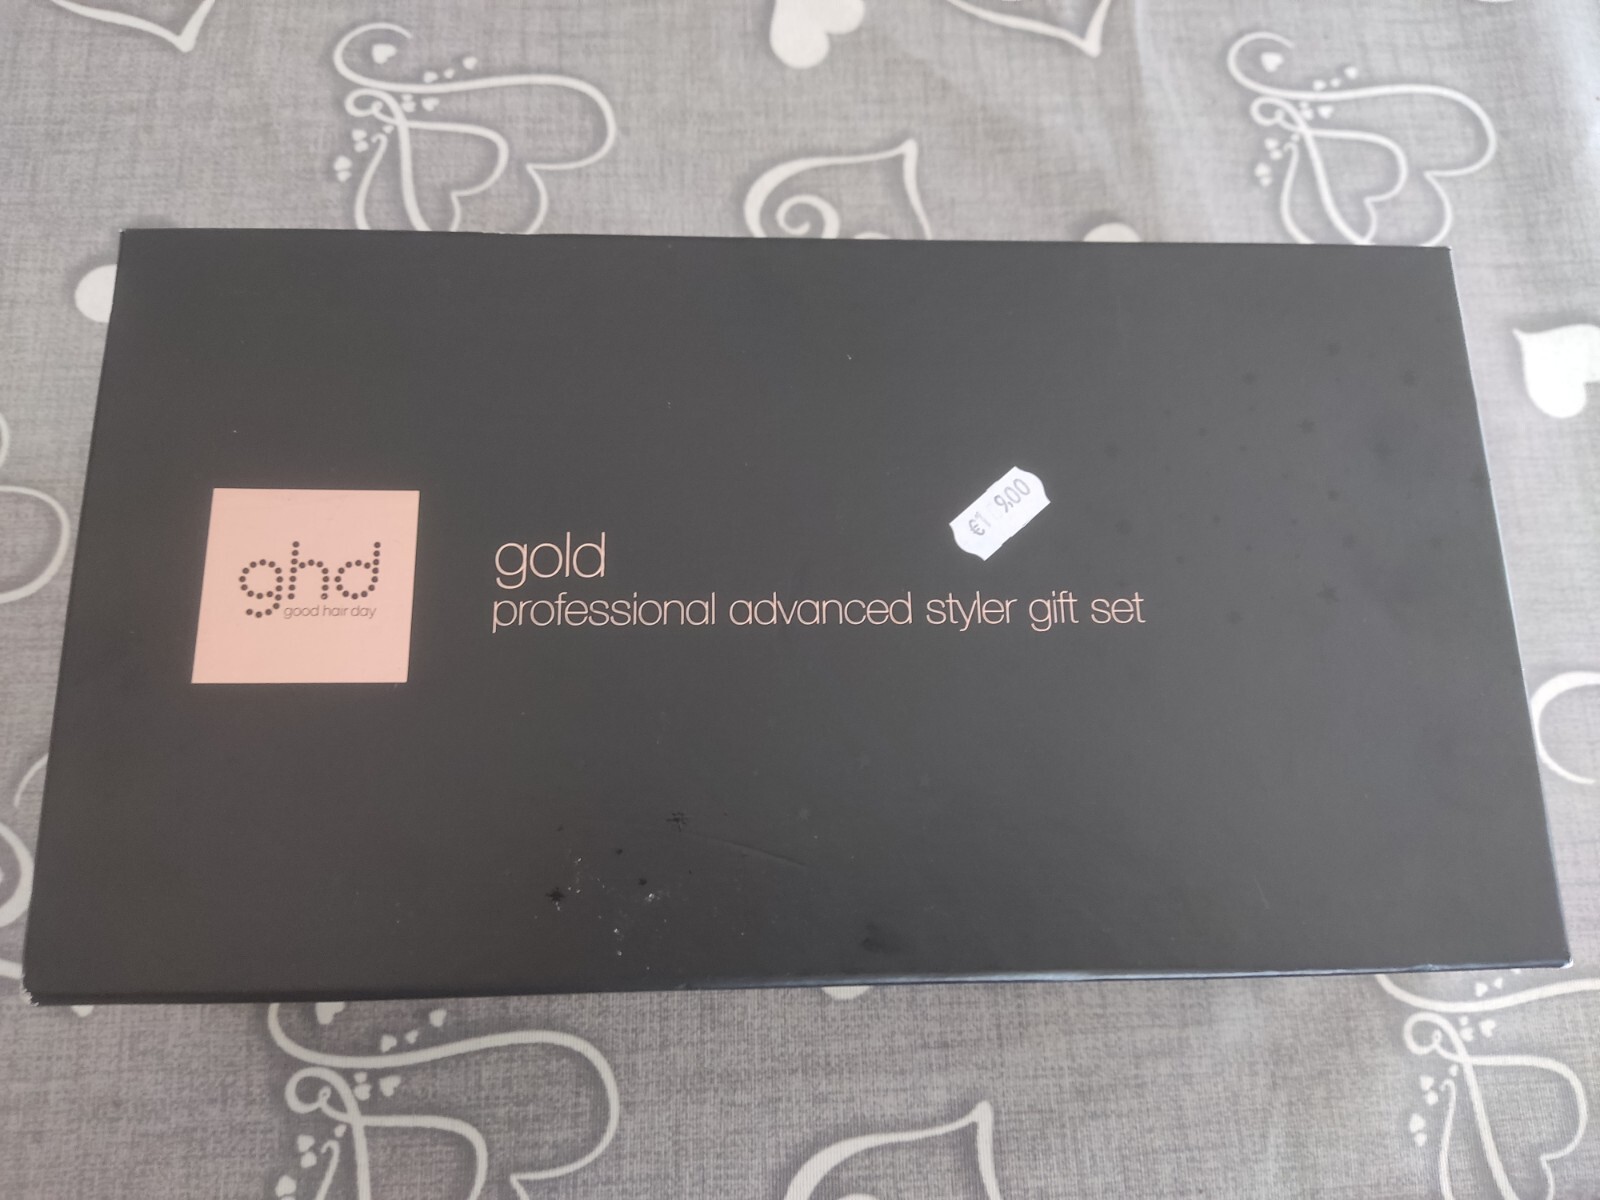 ghd
good hair day
gold
professional advanced styler gift set